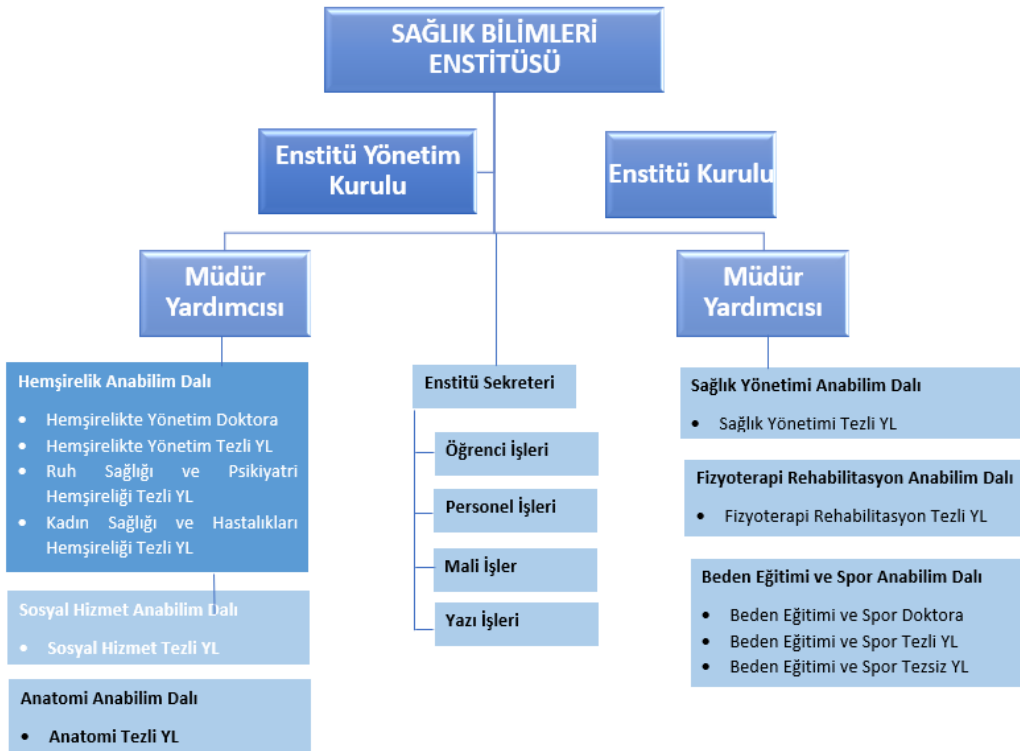 SAĞLIK BİLİMLERİ
ENSTİTÜSÜ
Enstitü Yönetim
Kurulu
Enstitü Kurulu
Müdür
Yardımcısı
Müdür
Yardımcısı
Hemşirelik Anabilim Dalı
• Hemşirelikte Yönetim Doktora
• Hemşirelikte Yönetim Tezli YL
• Ruh Sağlığı ve Psikiyatri
Hemşireliği Tezli YL
• Kadın Sağlığı ve Hastalıkları
Hemşireliği Tezli YL
Sosyal Hizmet Anabilim Dalı
• Sosyal Hizmet Tezli YL
Anatomi Anabilim Dalı
• Anatomi Tezli YL
Enstitü Sekreteri
Öğrenci İşleri
Personel İşleri
Mali İşler
Yazı İşleri
Sağlık Yönetimi Anabilim Dalı
• Sağlık Yönetimi Tezli YL
Fizyoterapi Rehabilitasyon Anabilim Dalı
• Fizyoterapi Rehabilitasyon Tezli YL
Beden Eğitimi ve Spor Anabilim Dalı
• Beden Eğitimi ve Spor Doktora
• Beden Eğitimi ve Spor Tezli YL
• Beden Eğitimi ve Spor Tezsiz YL